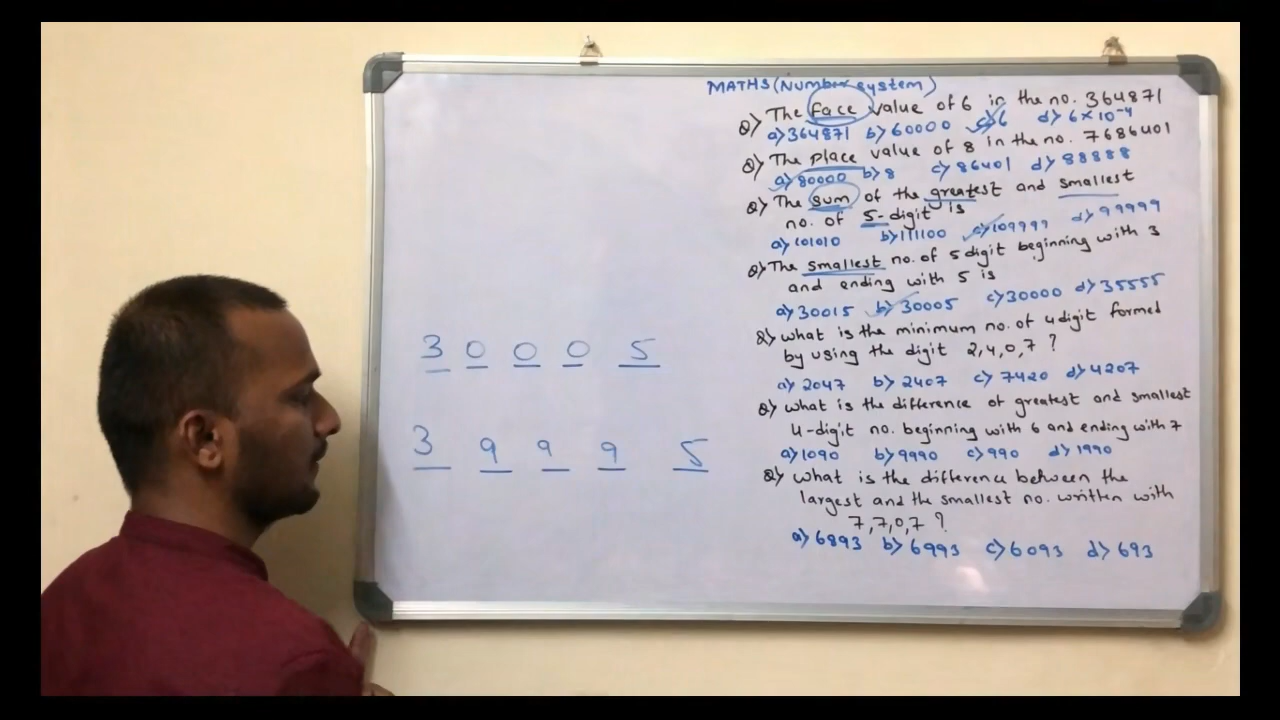 MATHS (Number system)
Q> The face value of 6 in the no. 364871
a> 364871 b> 60000 c> 6 d> 6 × 10⁻⁴
Q> The place value of 8 in the no. 7686401
a> 80000 b> 8 c> 86401 d> 88888
Q> The sum of the greatest and smallest
no. of 5-digit is
a> 101010 b> 111100 c> 109999 d> 99999
Q> The smallest no. of 5 digit beginning with 3
and ending with 5 is
a> 30015 b> 30005 c> 30000 d> 35555
Q> what is the minimum no. of 4 digit formed
by using the digit 2,4,0,7 ?
a> 2047 b> 2407 c> 7420 d> 4207
Q> what is the difference of greatest and smallest
4-digit no. beginning with 6 and ending with 7
a> 1090 b> 9990 c> 990 d> 1990
Q> what is the difference between the
largest and the smallest no. written with
7,7,0,7 ?
a> 6893 b> 6993 c> 6093 d> 693
3 0 0 0 5
3 9 9 9 5